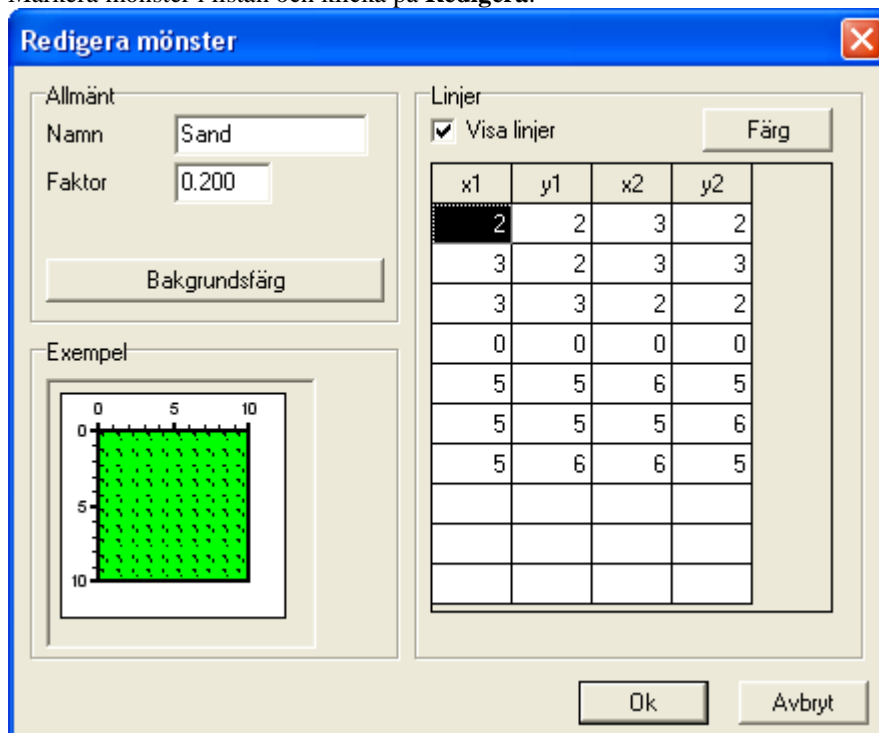 Markera mönster i listan och klicka på Redigera.
Redigera mönster
Allmänt
Namn Sand
Faktor 0.200
Bakgrundsfärg
Exempel
0 5 10
0
5
10
Linjer
Visa linjer Färg
x1 y1 x2 y2
2 2 3 2
3 2 3 3
3 3 2 2
0 0 0 0
5 5 6 5
5 5 5 6
5 6 6 5
Ok Avbryt